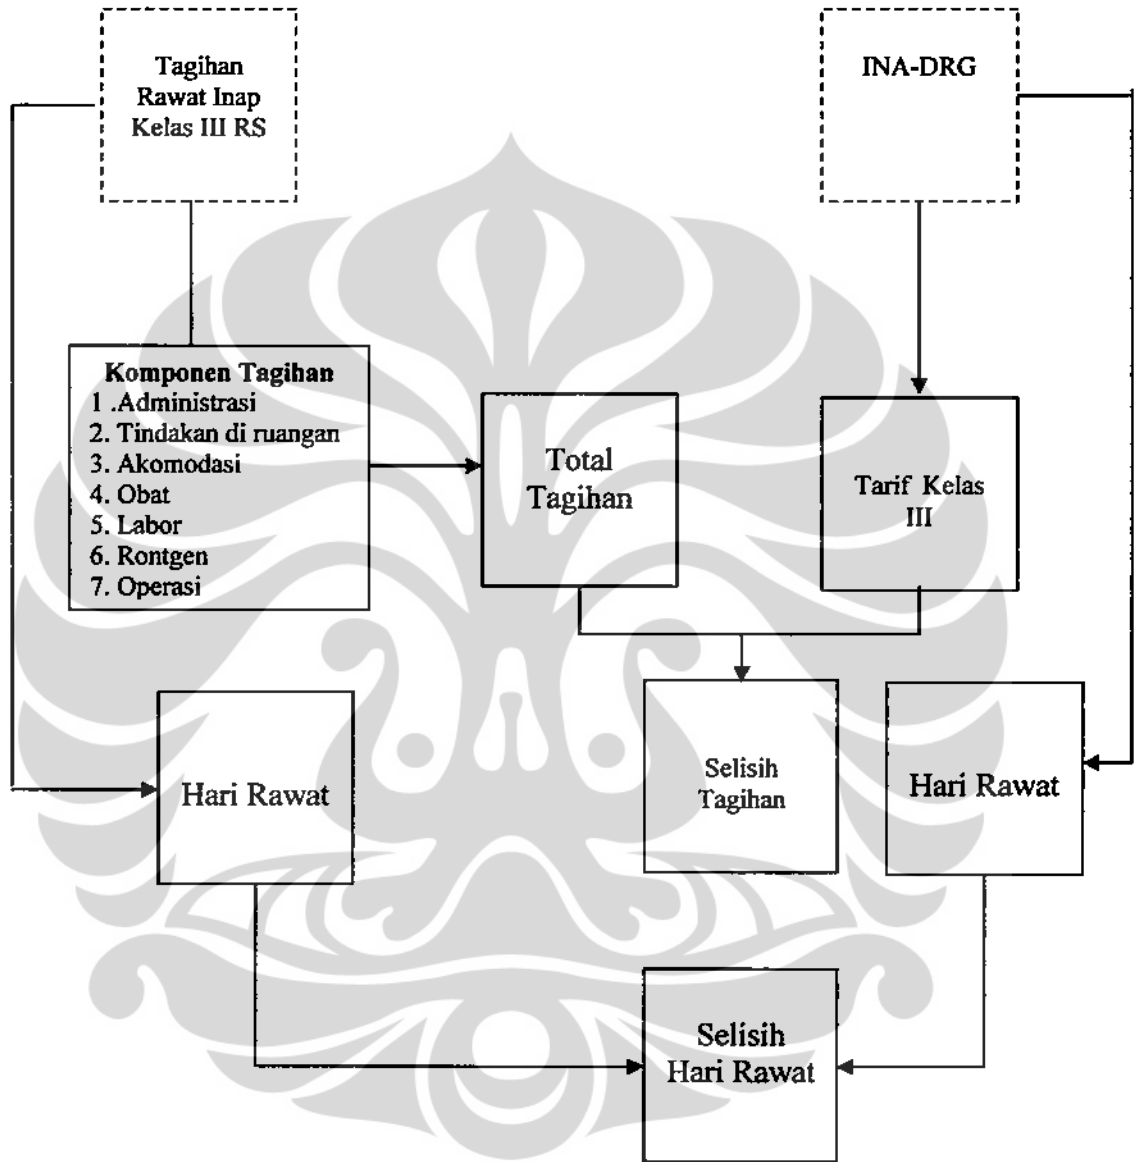 Tagihan
Rawat Inap
Kelas III RS
INA-DRG
Komponen Tagihan
1 .Administrasi
2. Tindakan di ruangan
3. Akomodasi
4. Obat
5. Labor
6. Rontgen
7. Operasi
Total
Tagihan
Tarif Kelas
III
Hari Rawat
Selisih
Tagihan
Hari Rawat
Selisih
Hari Rawat